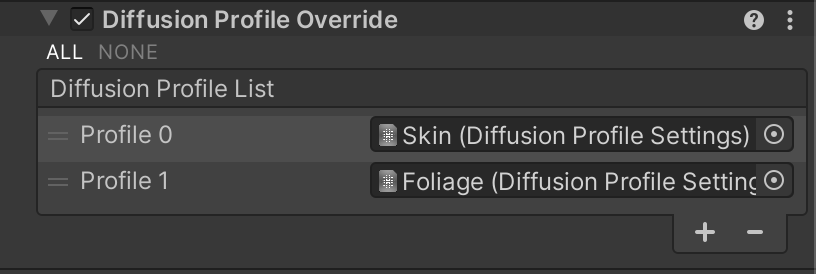 Diffusion Profile Override
ALL NONE
Diffusion Profile List
Profile 0 Skin (Diffusion Profile Settings)
Profile 1 Foliage (Diffusion Profile Setting